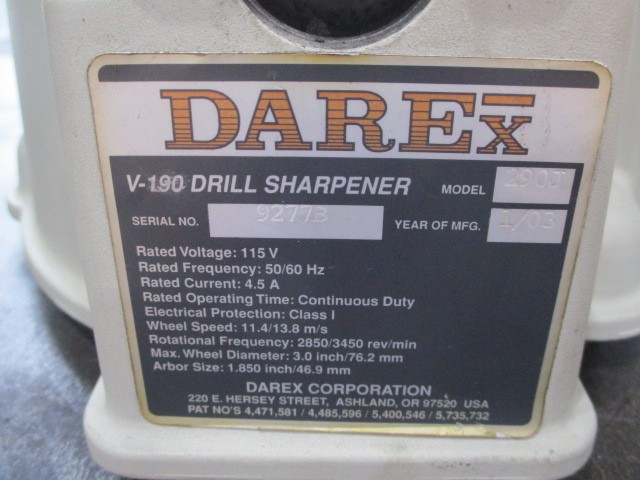 DAREX
V-190 DRILL SHARPENER MODEL 290J
SERIAL NO. 9277B YEAR OF MFG. 1/03
Rated Voltage: 115 V
Rated Frequency: 50/60 Hz
Rated Current: 4.5 A
Rated Operating Time: Continuous Duty
Electrical Protection: Class I
Wheel Speed: 11.4/13.8 m/s
Rotational Frequency: 2850/3450 rev/min
Max. Wheel Diameter: 3.0 inch/76.2 mm
Arbor Size: 1.850 inch/46.9 mm
DAREX CORPORATION
220 E. HERSEY STREET, ASHLAND, OR 97520 USA
PAT NO'S 4,471,581 / 4,485,596 / 5,400,546 / 5,735,732